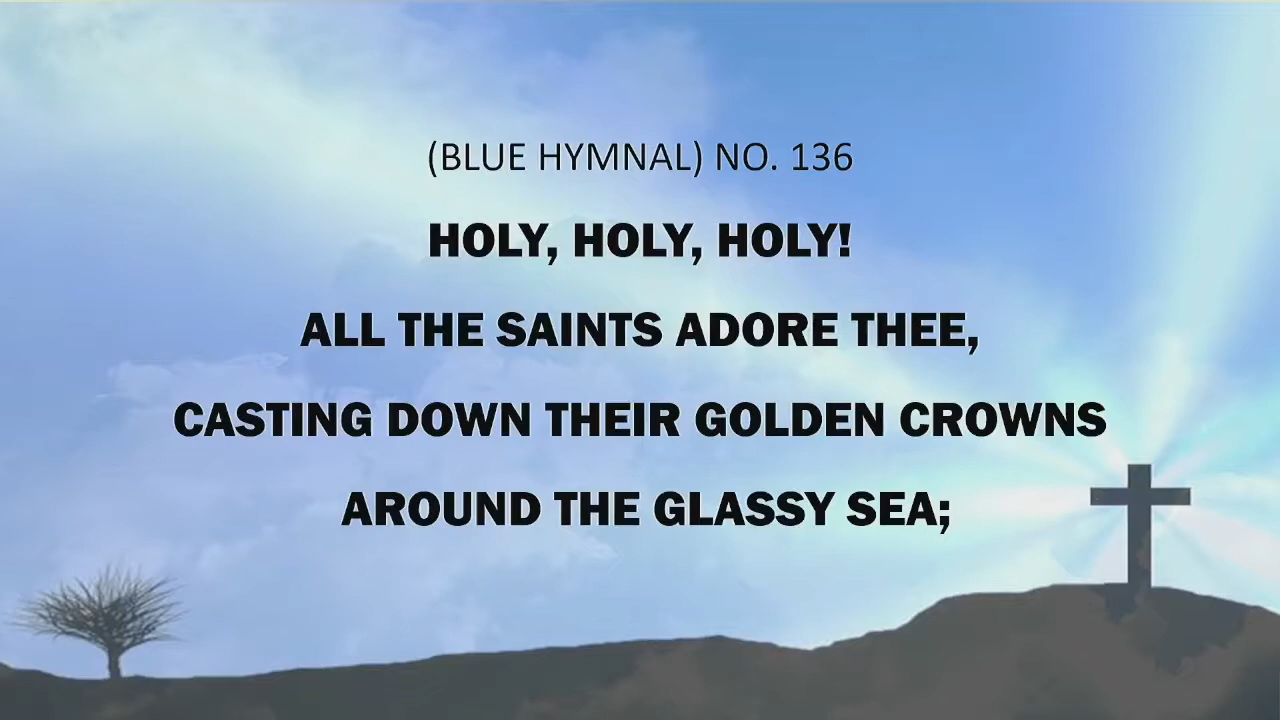 (BLUE HYMNAL) NO. 136
HOLY, HOLY, HOLY!
ALL THE SAINTS ADORE THEE,
CASTING DOWN THEIR GOLDEN CROWNS
AROUND THE GLASSY SEA;